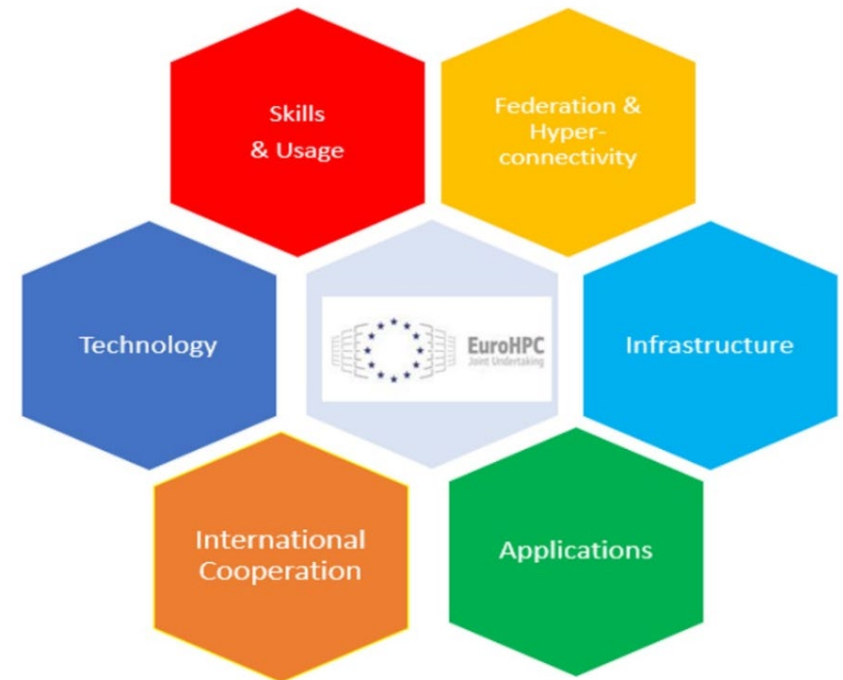 Skills
& Usage
Federation &
Hyper-
connectivity
Technology
EuroHPC
Joint Undertaking
Infrastructure
International
Cooperation
Applications